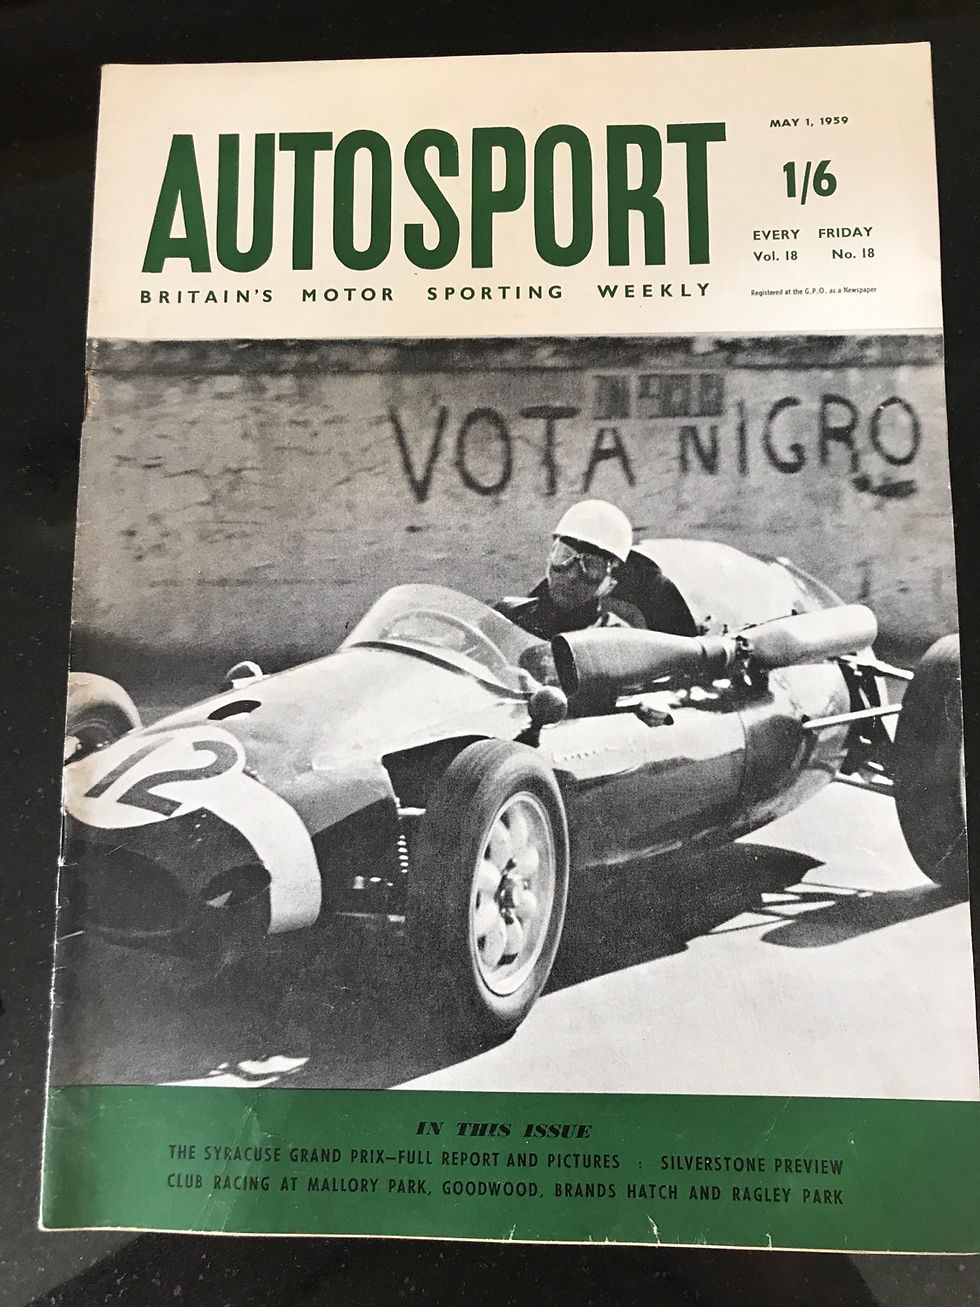 AUTOSPORT
BRITAIN'S MOTOR SPORTING WEEKLY
MAY 1, 1959
1/6
EVERY FRIDAY
Vol. 18 No. 18
Registered at the G.P.O. as a Newspaper
VOTA NIGRO
12
IN THIS ISSUE
THE SYRACUSE GRAND PRIX—FULL REPORT AND PICTURES : SILVERSTONE PREVIEW
CLUB RACING AT MALLORY PARK, GOODWOOD, BRANDS HATCH AND RAGLEY PARK